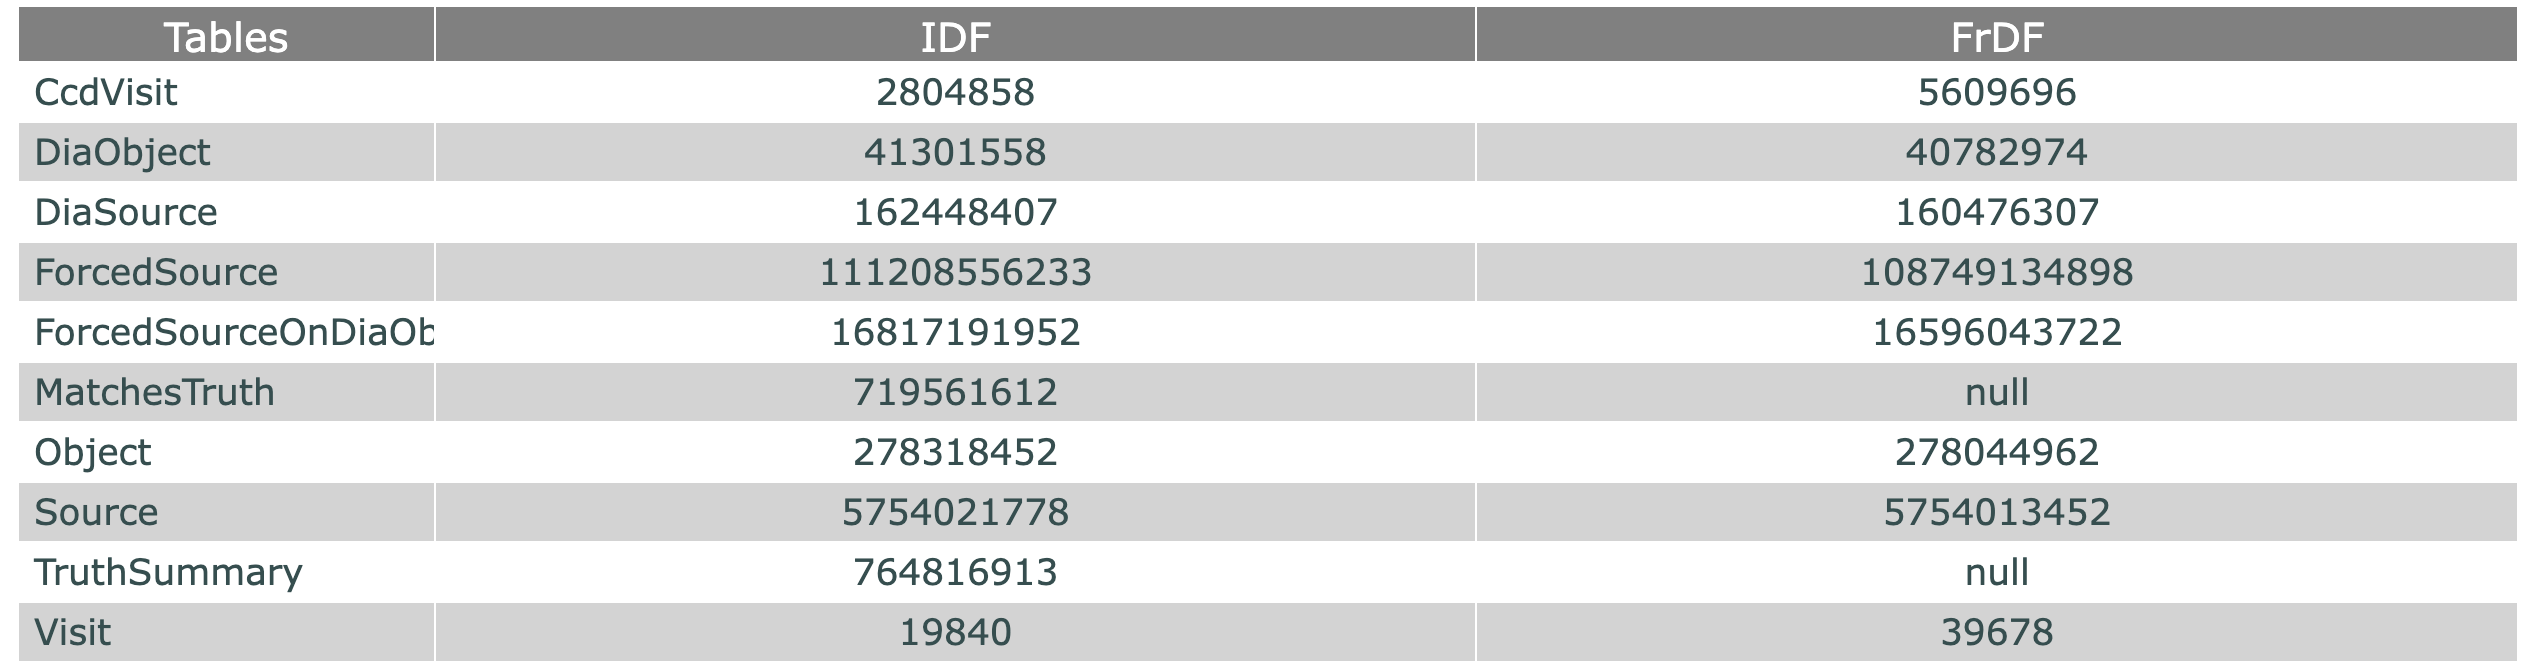 Tables IDF FrDF
CcdVisit 2804858 5609696
DiaObject 41301558 40782974
DiaSource 162448407 160476307
ForcedSource 111208556233 108749134898
ForcedSourceOnDiaOb 16817191952 16596043722
MatchesTruth 719561612 null
Object 278318452 278044962
Source 5754021778 5754013452
TruthSummary 764816913 null
Visit 19840 39678